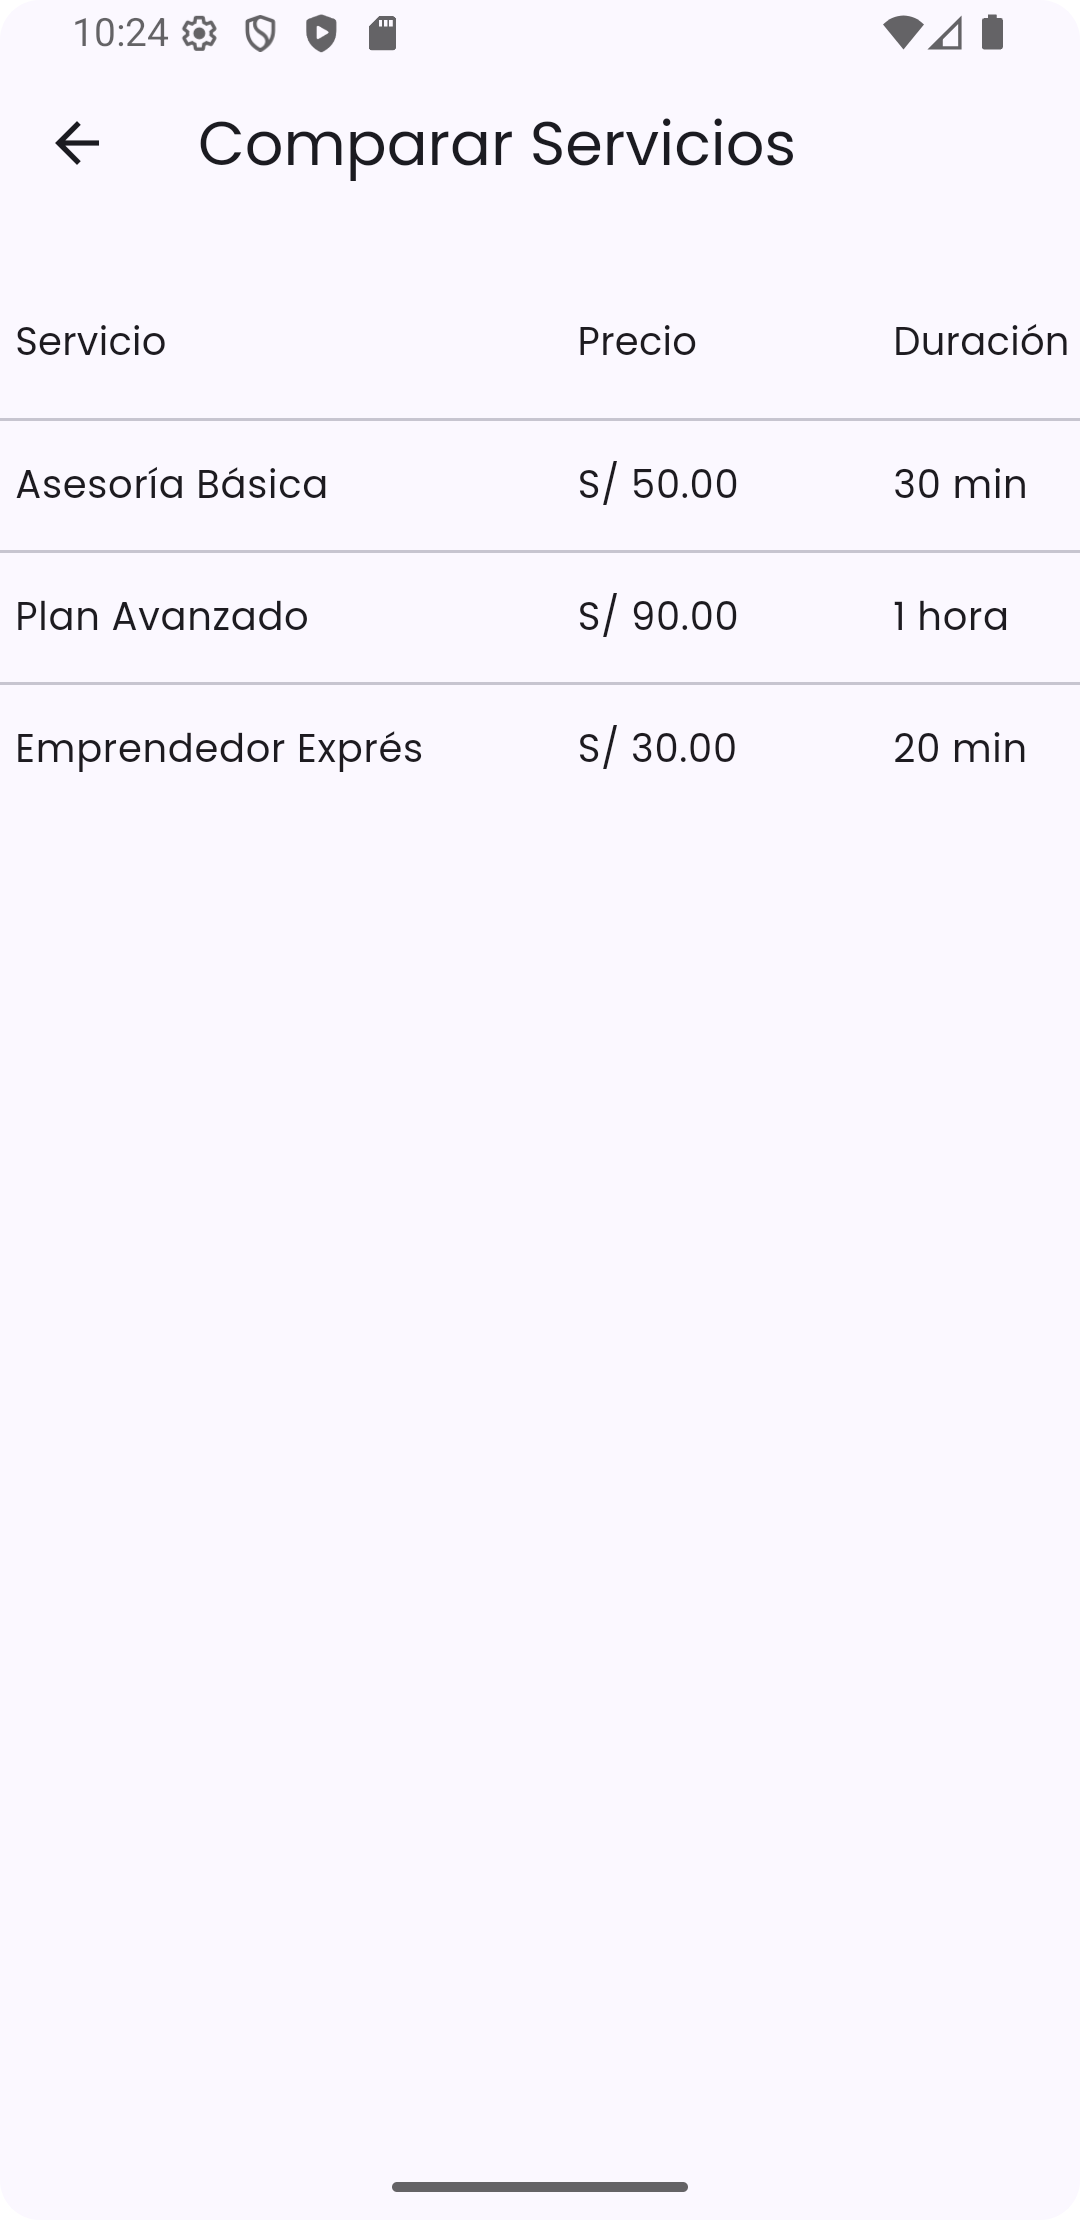 10:24
Comparar Servicios
Servicio Precio Duración
Asesoría Básica S/ 50.00 30 min
Plan Avanzado S/ 90.00 1 hora
Emprendedor Exprés S/ 30.00 20 min